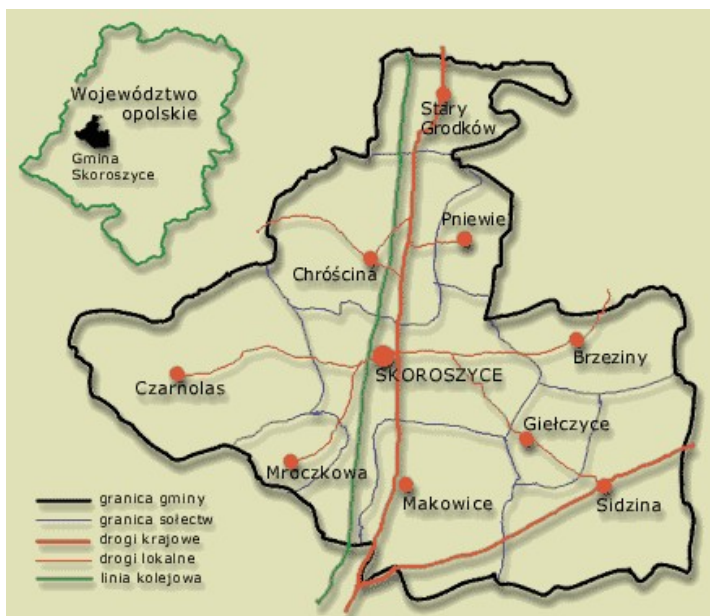 Województwo
opolskie
Gmina
Skoroszyce
Stary
Grodków
Pniewie
Chróścina
Brzeziny
SKOROSZYCE
Czarnolas
Giełczyce
Mroczkowa
Makowice
Sidzina
granica gminy
granica sołectw
drogi krajowe
drogi lokalne
linia kolejowa